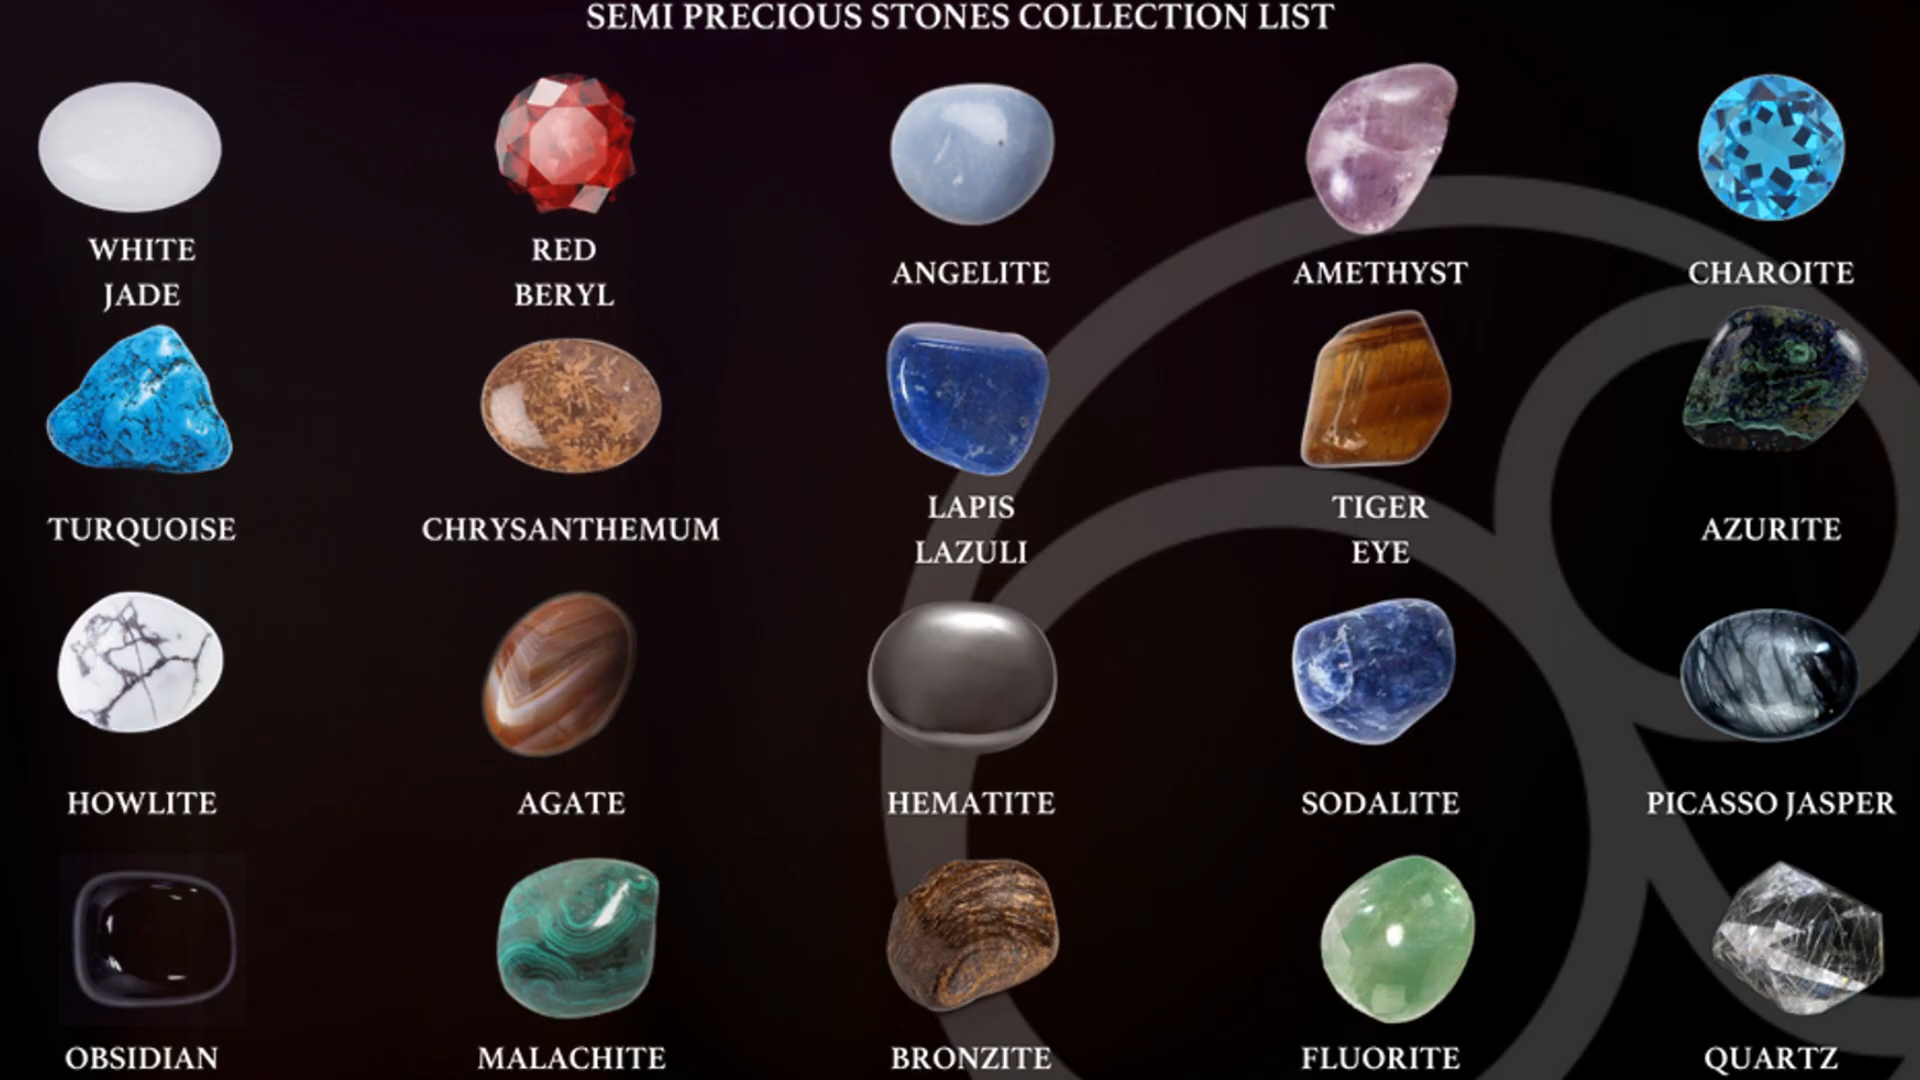 SEMI PRECIOUS STONES COLLECTION LIST
WHITE
JADE
RED
BERYL
ANGELITE
AMETHYST
CHAROITE
TURQUOISE
CHRYSANTHEMUM
LAPIS
LAZULI
TIGER
EYE
AZURITE
HOWLITE
AGATE
HEMATITE
SODALITE
PICASSO JASPER
OBSIDIAN
MALACHITE
BRONZITE
FLUORITE
QUARTZ